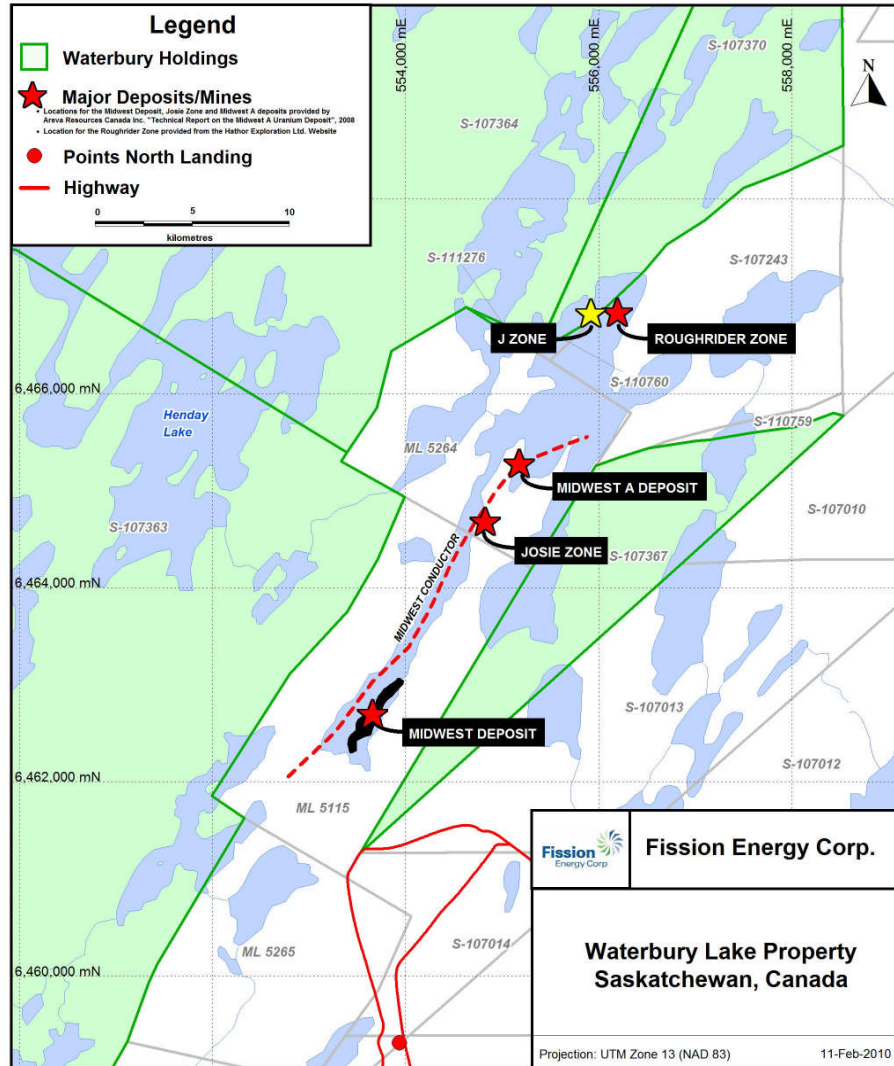 Legend
Waterbury Holdings
Major Deposits/Mines
• Locations for the Midwest Deposit, Josie Zone and Midwest A deposits provided by
Areva Resources Canada Inc. "Technical Report on the Midwest A Uranium Deposit", 2008
• Location for the Roughrider Zone provided from the Hathor Exploration Ltd. Website
Points North Landing
Highway
0 5 10
kilometres
554,000 mE
556,000 mE
558,000 mE
N
S-107370
S-107364
S-111276
S-107243
J ZONE
ROUGHRIDER ZONE
6,466,000 mN
S-110760
Henday
Lake
S-110759
ML 5264
MIDWEST A DEPOSIT
S-107010
S-107363
JOSIE ZONE
S-107367
MIDWEST CONDUCTOR
6,464,000 mN
S-107013
MIDWEST DEPOSIT
S-107012
6,462,000 mN
ML 5115
ML 5265
S-107014
6,460,000 mN
Fission
Energy Corp
Fission Energy Corp.
Waterbury Lake Property
Saskatchewan, Canada
Projection: UTM Zone 13 (NAD 83) 11-Feb-2010